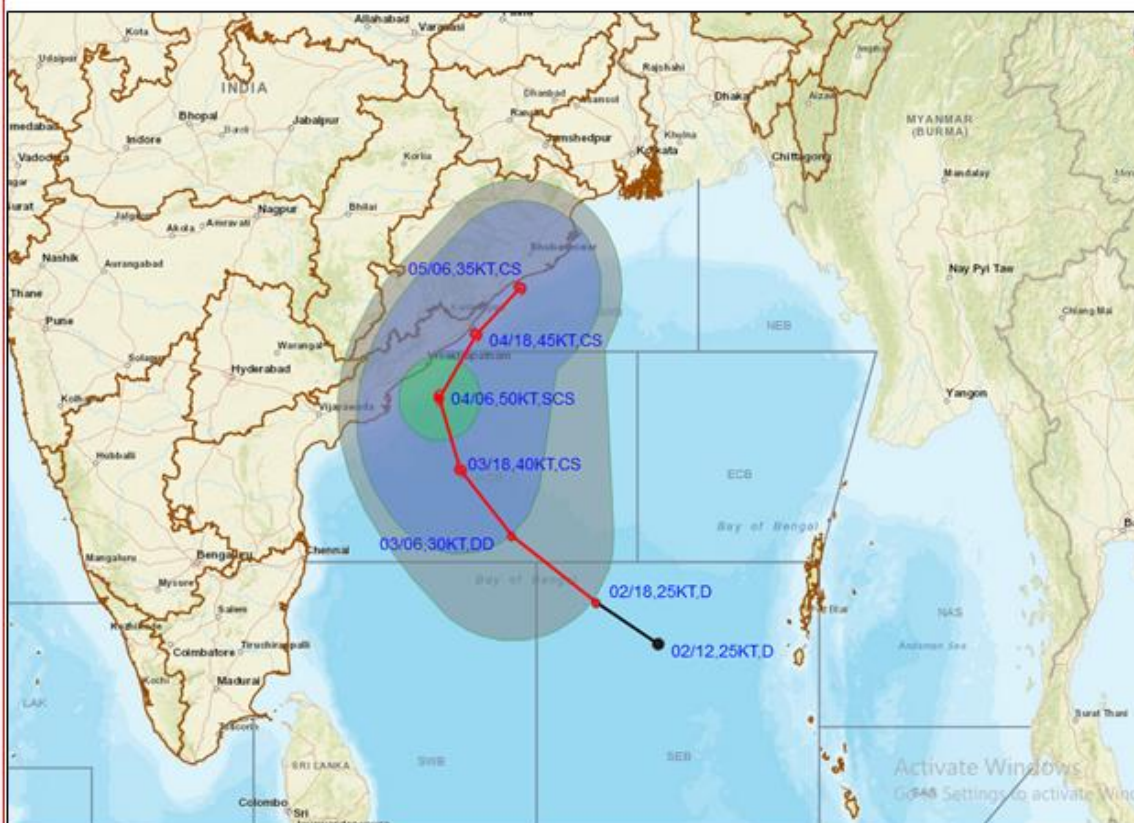 Allahabad
Kota
Varanasi
Udaipur
Rajshahi
Imphal
INDIA
Dhanbad
Asansol
Dhaka
Aizawl
Bhopal
Jabalpur
Ranchi
Jamshedpur
Khulna
MYANMAR
(BURMA)
Indore
Korba
Kolkata
Chittagong
Vadodara
Mandalay
Surat
Nagpur
Bhilai
Jalgaon
Amravati
Akola
Bhubaneswar
Nashik
Aurangabad
05/06,35KT,CS
Nay Pyi Taw
Thane
Chiang Mai
Pune
NEB
Warangal
04/18,45KT,CS
Solapur
Visakhapatnam
Hyderabad
Yangon
04/06,50KT,SCS
Vijayawada
Hubballi
03/18,40KT,CS
ECB
Bay of Bengal
03/06,30KT,DD
Mangaluru
Bengaluru
Chennai
Mysore
Bay of Bengal
02/18,25KT,D
Salem
NAS
Kozhikode
Coimbatore
Tiruchirappalli
Andaman Sea
02/12,25KT,D
Kochi
Madurai
LAK
Surat Thani
SWB
SEB
SRI LANKA
Activate Windows
Go to Settings to activate Wind
SAS
Colombo
Sri